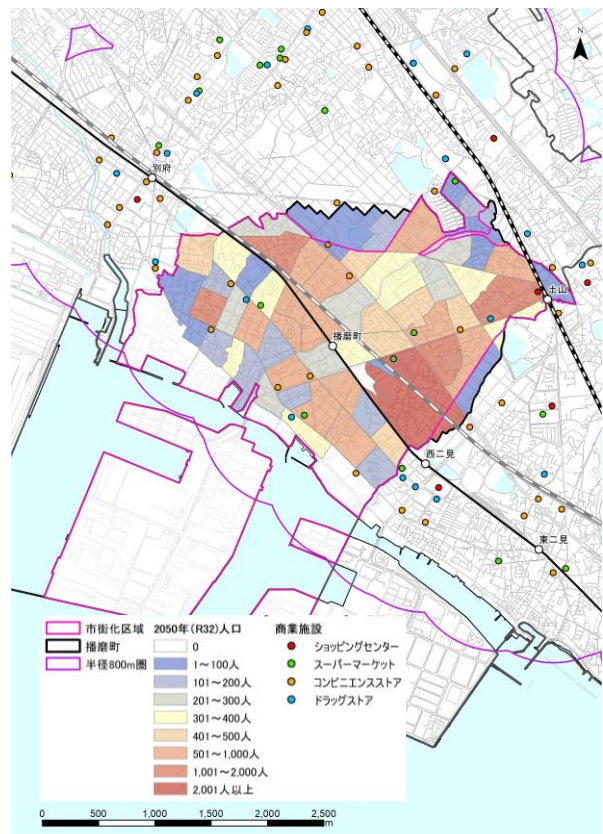 N
別府
土山
播磨町
西二見
東二見
市街化区域
播磨町
半径800m圏
2050年(R32)人口
0
1~100人
101~200人
201~300人
301~400人
401~500人
501~1,000人
1,001~2,000人
2,001人以上
商業施設
ショッピングセンター
スーパーマーケット
コンビニエンスストア
ドラッグストア
0 500 1,000 1,500 2,000 2,500
m